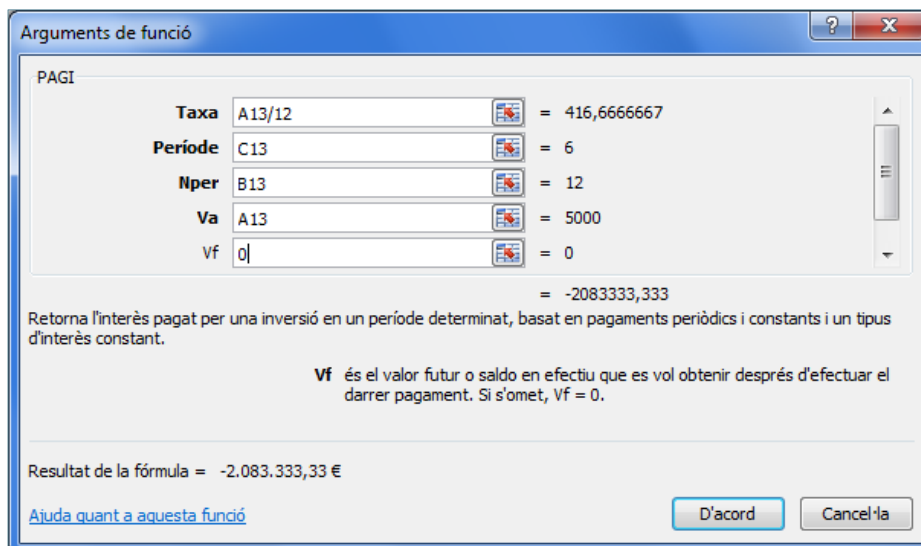 Arguments de funció
PAGI
Taxa A13/12 = 416,6666667
Període C13 = 6
Nper B13 = 12
Va A13 = 5000
Vf 0 = 0
= -2083333,333
Retorna l'interès pagat per una inversió en un període determinat, basat en pagaments periòdics i constants i un tipus
d'interès constant.
Vf és el valor futur o saldo en efectiu que es vol obtenir després d'efectuar el
darrer pagament. Si s'omet, Vf = 0.
Resultat de la fórmula = -2.083.333,33 €
Ajuda quant a aquesta funció
D'acord
Cancel·la